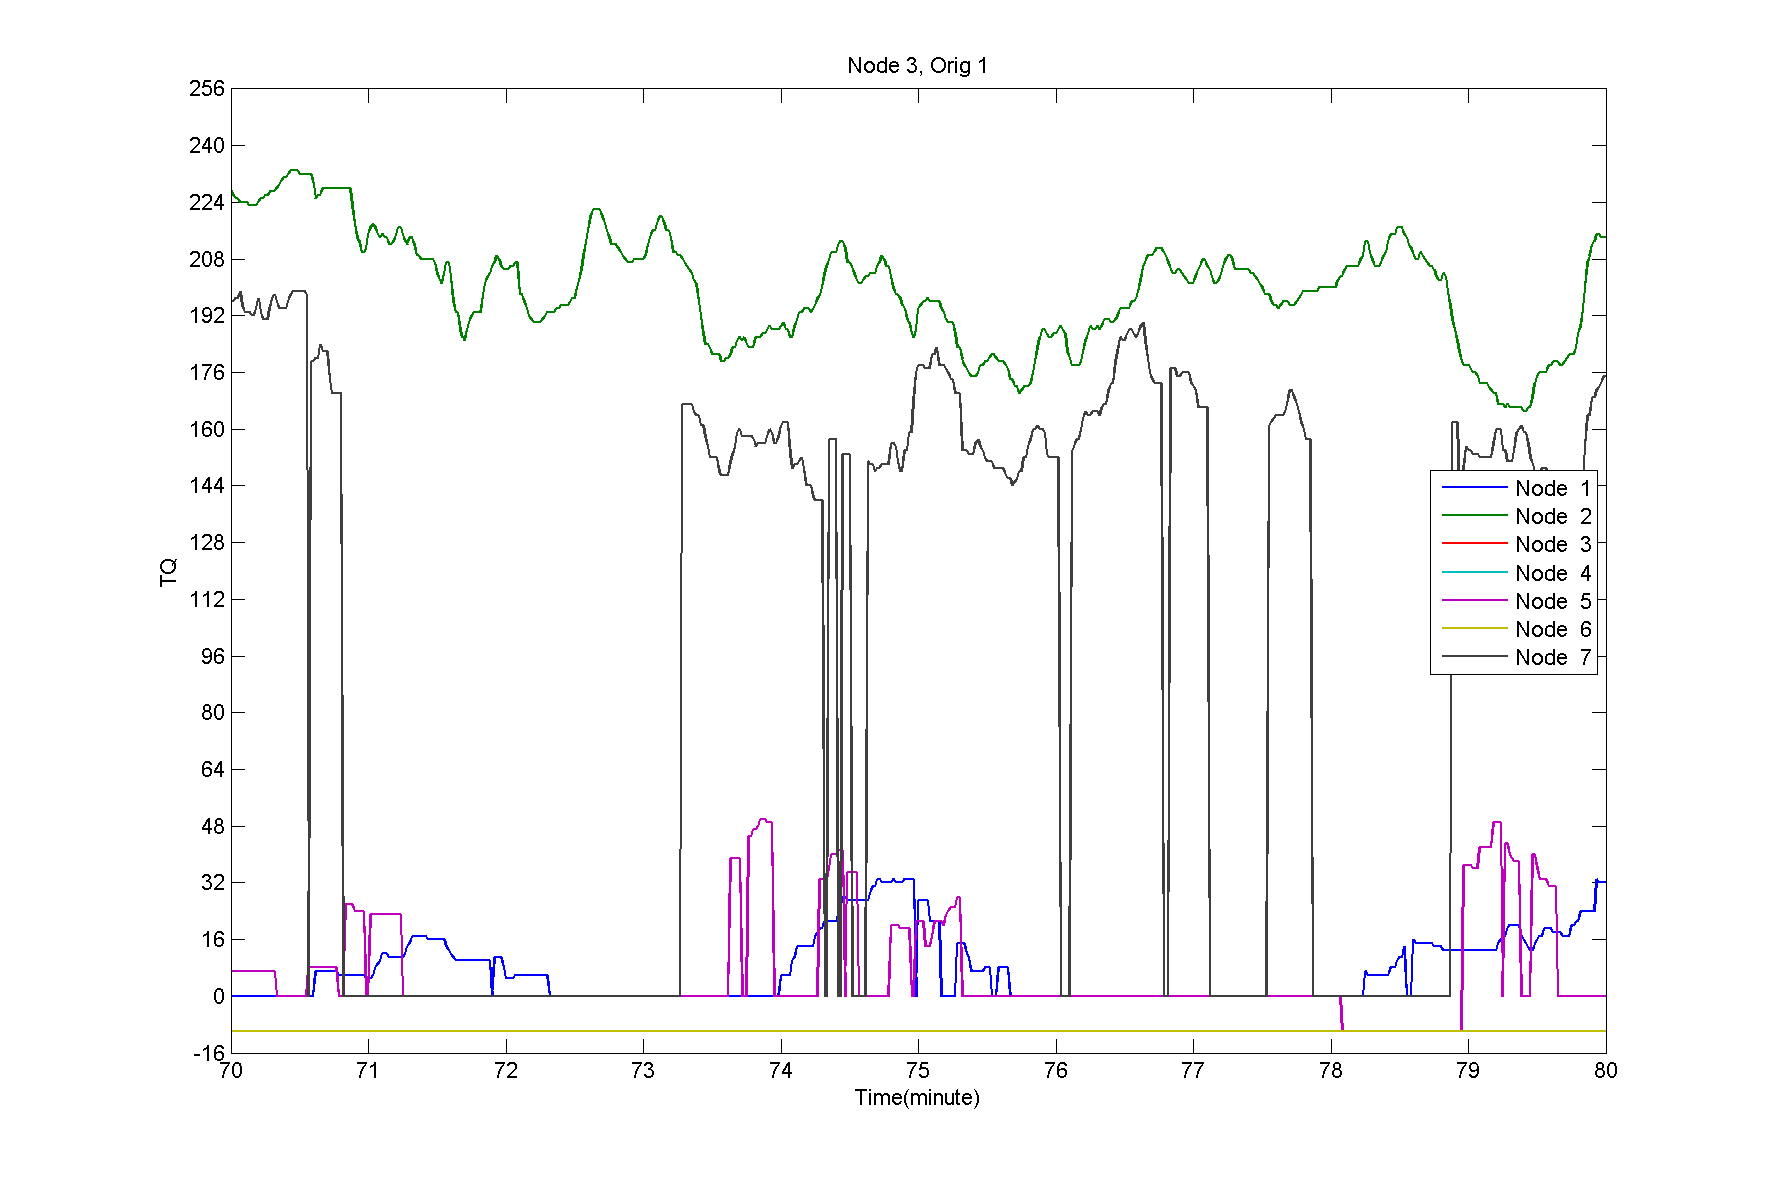 Node 3, Orig 1
256
240
224
208
192
176
160
144
128
112
96
80
64
48
32
16
0
-16
TQ
Node 1
Node 2
Node 3
Node 4
Node 5
Node 6
Node 7
70 71 72 73 74 75 76 77 78 79 80
Time(minute)